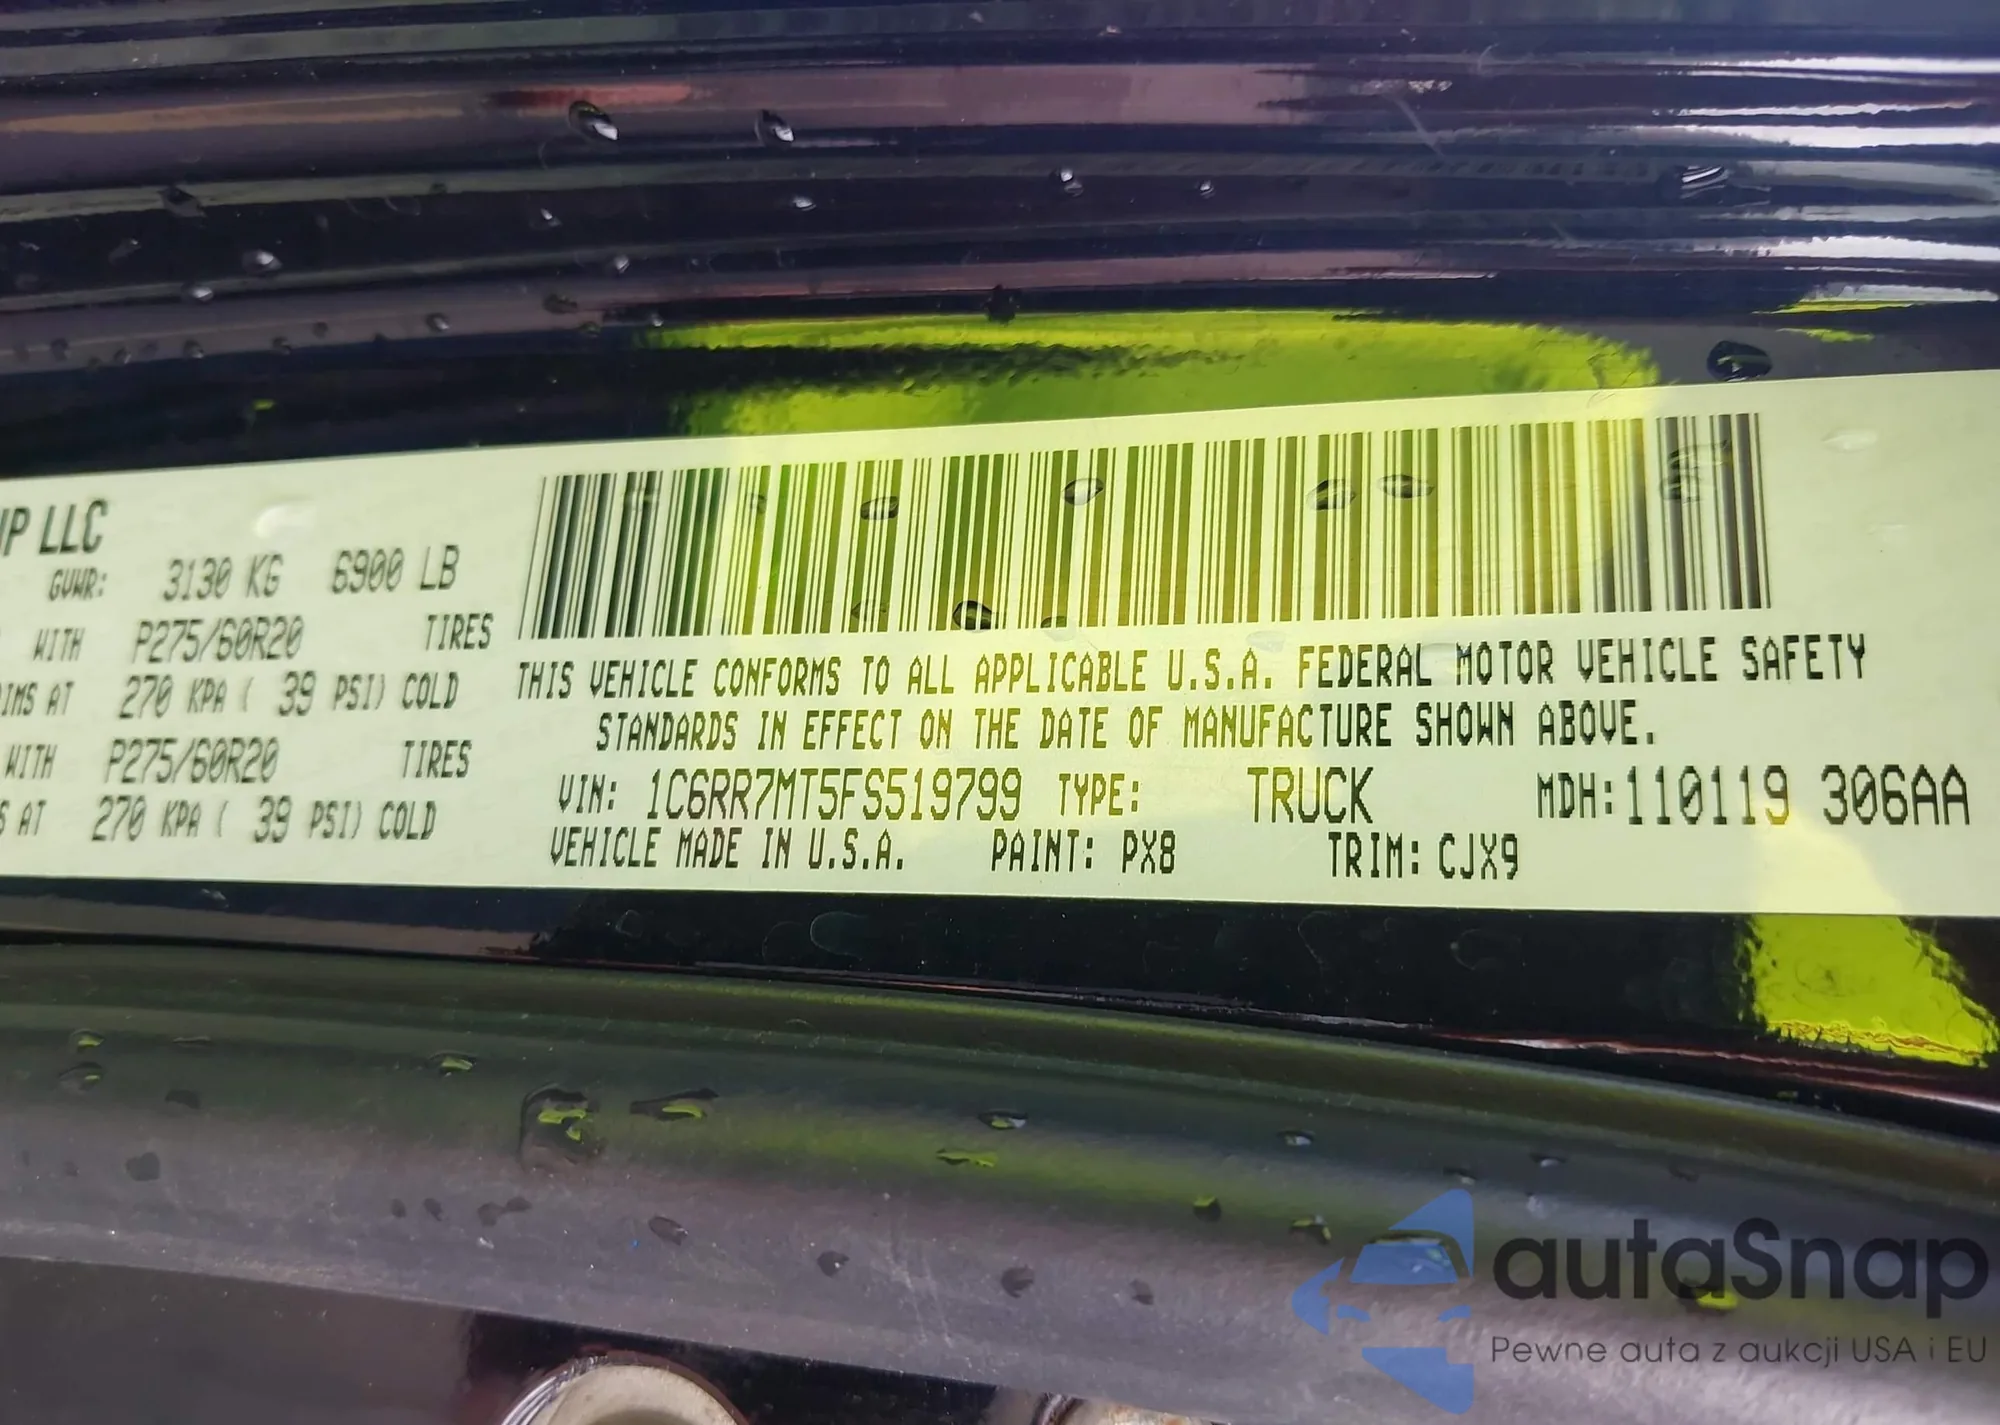 LLC
GVWR: 3130 KG 6900 LB
WITH P275/60R20 TIRES
AT 270 KPA ( 39 PSI) COLD
WITH P275/60R20 TIRES
AT 270 KPA ( 39 PSI) COLD
THIS VEHICLE CONFORMS TO ALL APPLICABLE U.S.A. FEDERAL MOTOR VEHICLE SAFETY
STANDARDS IN EFFECT ON THE DATE OF MANUFACTURE SHOWN ABOVE.
VIN: 1C6RR7MT5FS519799 TYPE: TRUCK MDH:110119 306AA
VEHICLE MADE IN U.S.A. PAINT: PX8 TRIM: CJX9
autaSnap
Pewne auta z aukcji USA i EU